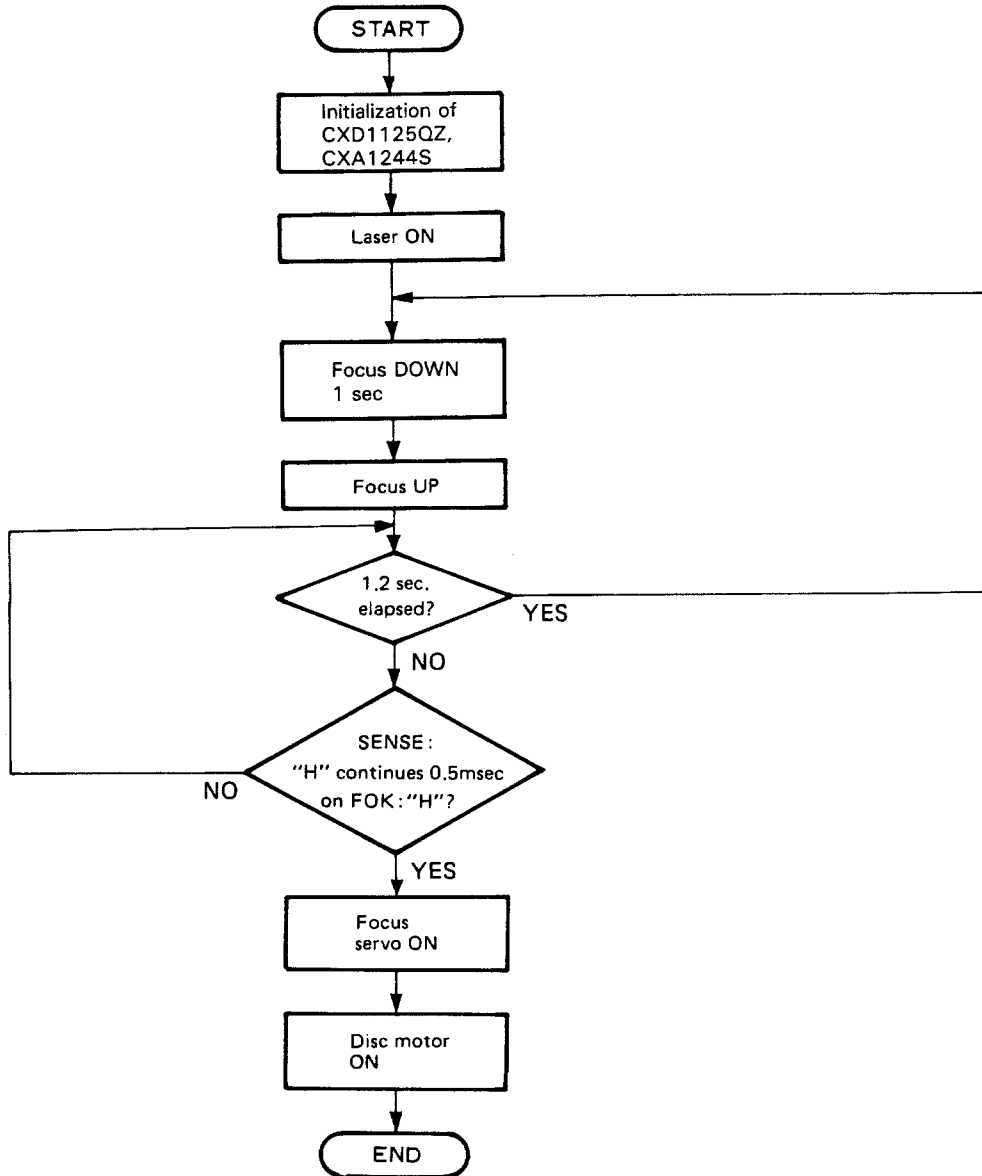 START
Initialization of
CXD1125QZ,
CXA1244S
Laser ON
Focus DOWN
1 sec
Focus UP
1.2 sec.
elapsed?
YES
NO
SENSE:
"H" continues 0.5msec
on FOK:"H"?
NO
YES
Focus
servo ON
Disc motor
ON
END